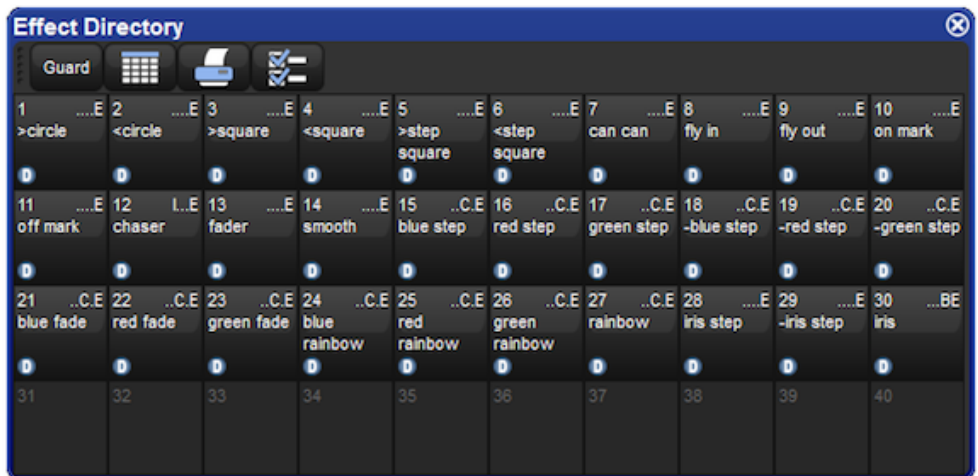 Effect Directory
Guard
1 ....E 2 ....E 3 ....E 4 ....E 5 ....E 6 ....E 7 ....E 8 ....E 9 ....E 10 ....E
>circle <circle >square <square >step <step can can fly in fly out on mark
square square
D D D D D D D D D D
11 ....E 12 I...E 13 ....E 14 ....E 15 ..C.E 16 ..C.E 17 ..C.E 18 ..C.E 19 ..C.E 20 ..C.E
off mark chaser fader smooth blue step red step green step -blue step -red step -green step
D D D D D D D D D D
21 ..C.E 22 ..C.E 23 ..C.E 24 ..C.E 25 ..C.E 26 ..C.E 27 ..C.E 28 ....E 29 ....E 30 ...BE
blue fade red fade green fade blue red green rainbow iris step -iris step iris
rainbow rainbow rainbow
D D D D D D D D D D
31 32 33 34 35 36 37 38 39 40